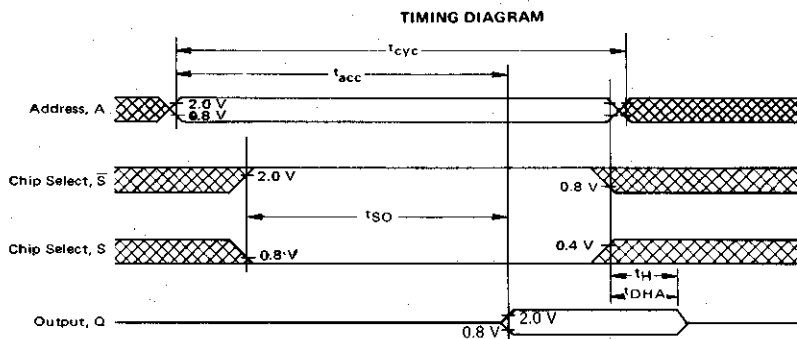 TIMING DIAGRAM
tcyc
tacc
Address, A
2.0 V
0.8 V
Chip Select, S̅
2.0 V
0.8 V
tSO
Chip Select, S
0.8 V
0.4 V
tH
tDHA
Output, Q
2.0 V
0.8 V